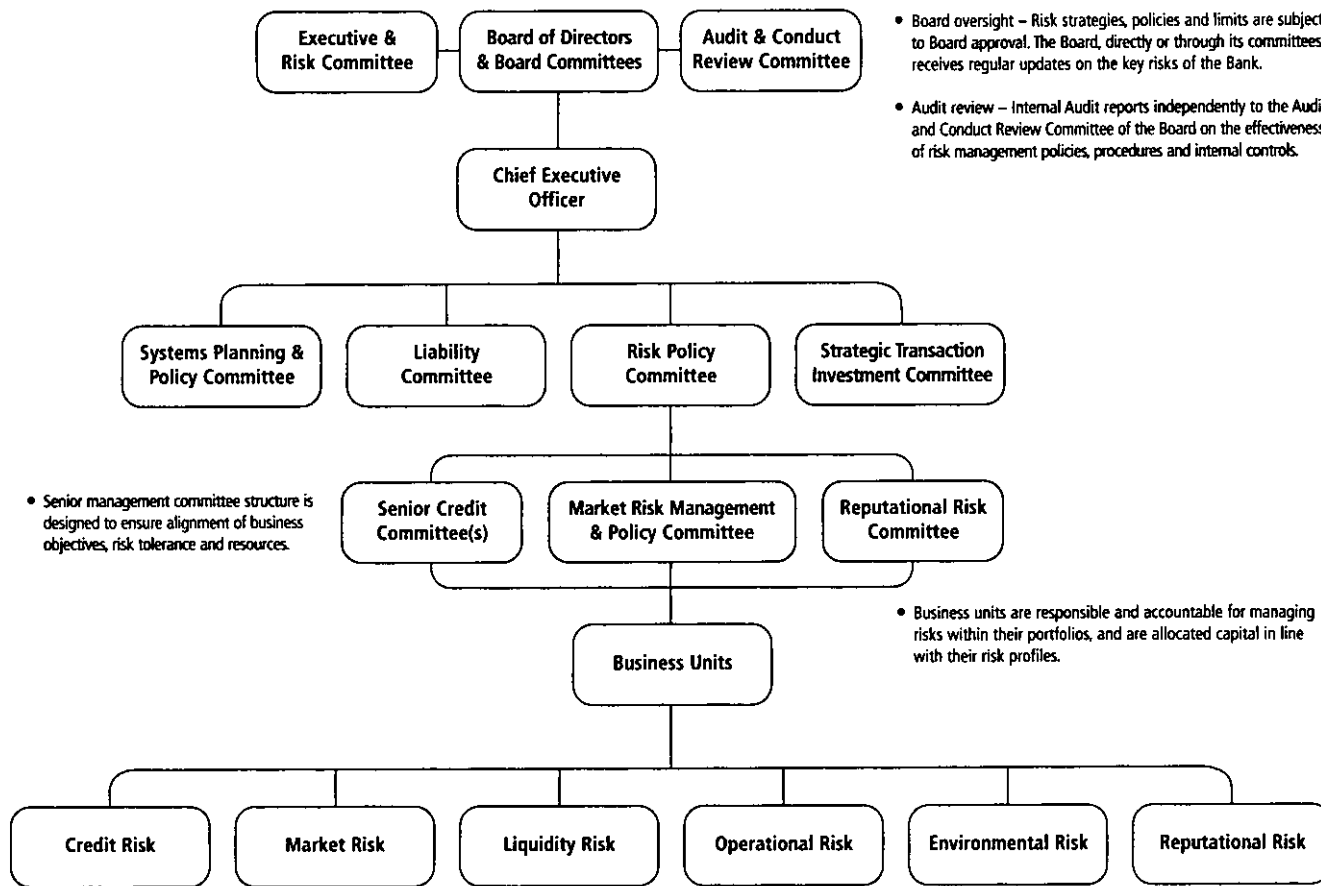 Executive &
Risk Committee
Board of Directors
& Board Committees
Audit & Conduct
Review Committee
• Board oversight – Risk strategies, policies and limits are subject
to Board approval. The Board, directly or through its committees
receives regular updates on the key risks of the Bank.
• Audit review – Internal Audit reports independently to the Audi
and Conduct Review Committee of the Board on the effectiveness
of risk management policies, procedures and internal controls.
Chief Executive
Officer
Systems Planning &
Policy Committee
Liability
Committee
Risk Policy
Committee
Strategic Transaction
Investment Committee
• Senior management committee structure is
designed to ensure alignment of business
objectives, risk tolerance and resources.
Senior Credit
Committee(s)
Market Risk Management
& Policy Committee
Reputational Risk
Committee
• Business units are responsible and accountable for managing
risks within their portfolios, and are allocated capital in line
with their risk profiles.
Business Units
Credit Risk
Market Risk
Liquidity Risk
Operational Risk
Environmental Risk
Reputational Risk